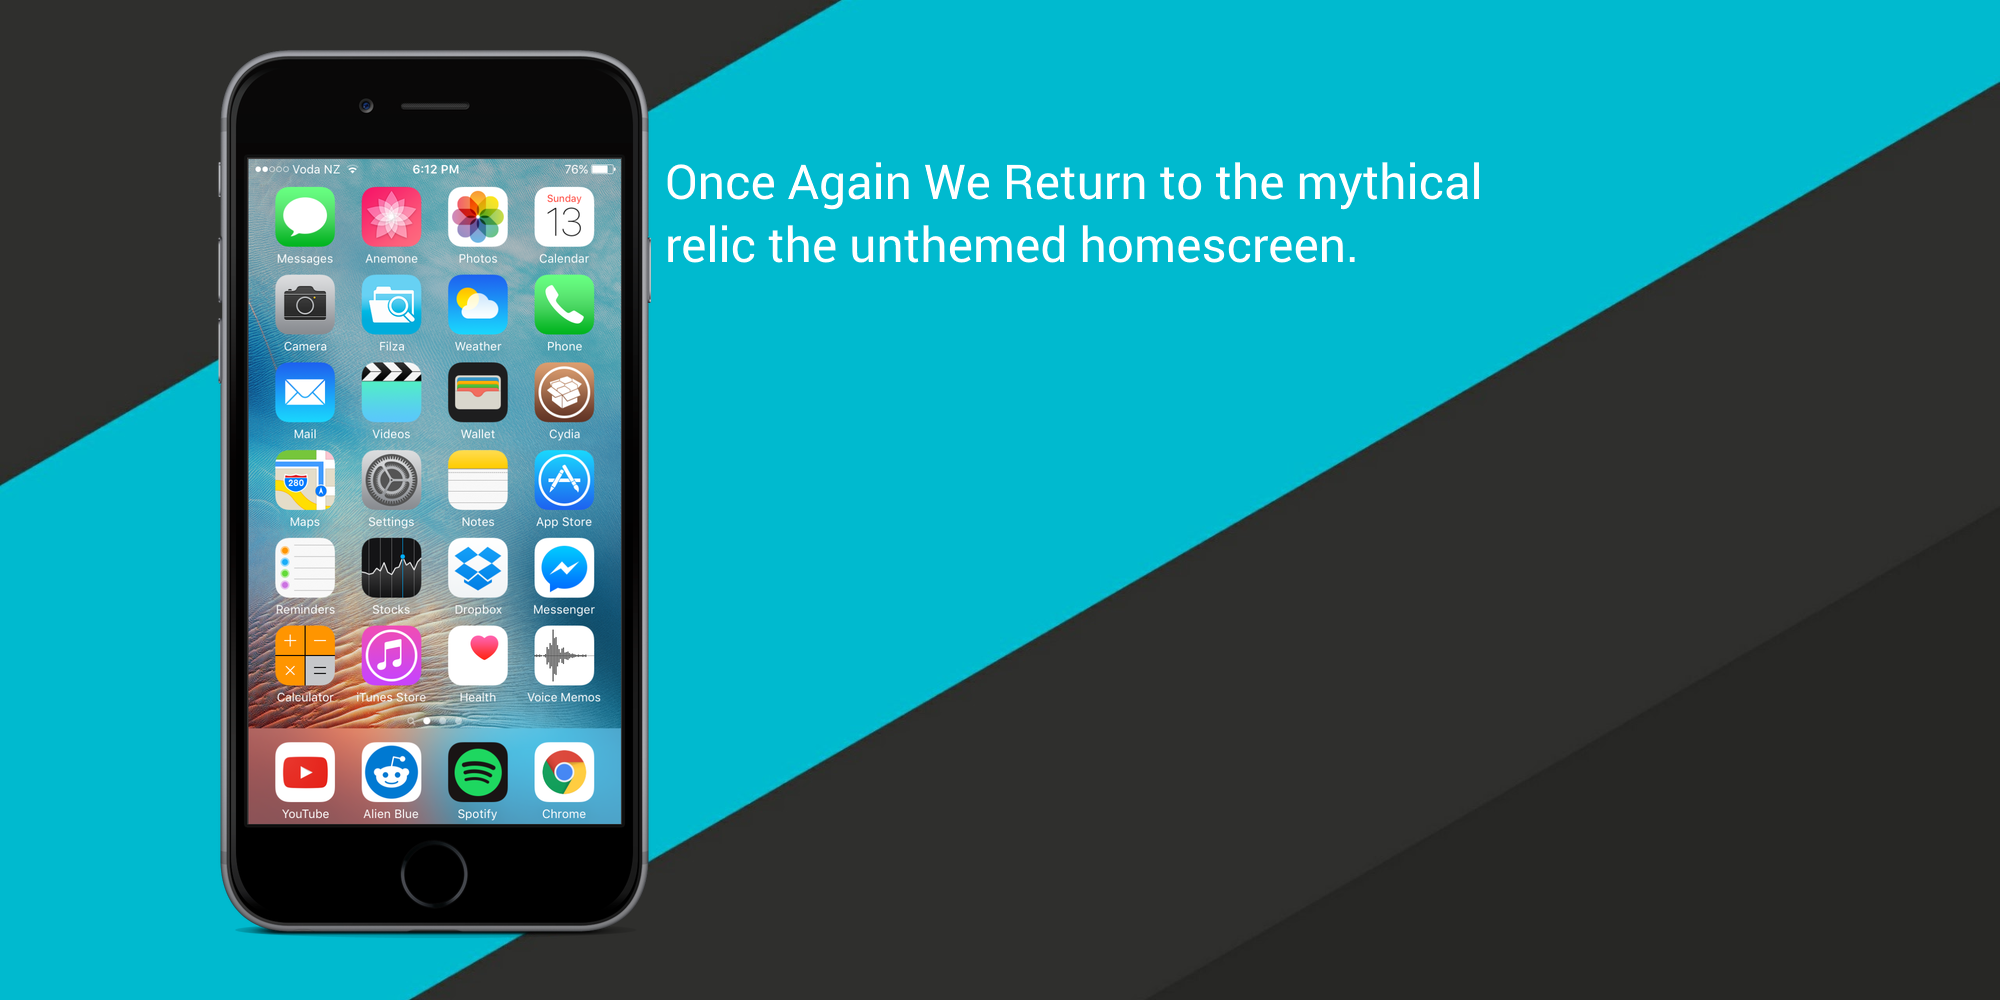 Voda NZ 6:12 PM 76%
Once Again We Return to the mythical
relic the unthemed homescreen.
Sunday
13
Messages Anemone Photos Calendar
Camera Filza Weather Phone
Mail Videos Wallet Cydia
280
Maps Settings Notes App Store
Reminders Stocks Dropbox Messenger
Calculator iTunes Store Health Voice Memos
YouTube Alien Blue Spotify Chrome